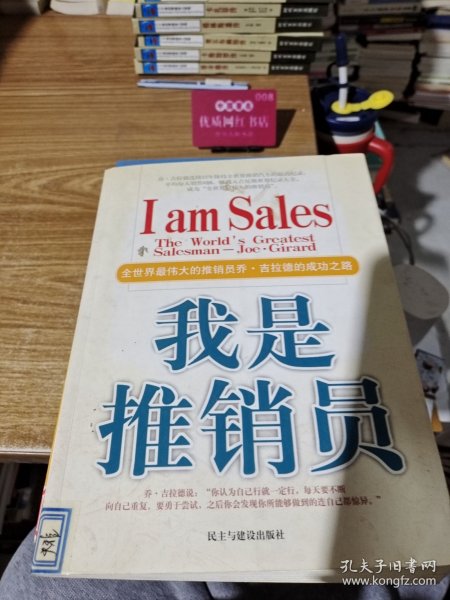 中国书店
008
优质网红书店
I am Sales
The World's Greatest
Salesman—Joe·Girard
全世界最伟大的推销员乔·吉拉德的成功之路
我是
推销员
乔·吉拉德说：“你认为自己行就一定行，每天要不断
向自己重复，要勇于尝试，之后你会发现你所能够做到的连自己都惊异。”
民主与建设出版社
孔夫子旧书网
www.kongfz.com